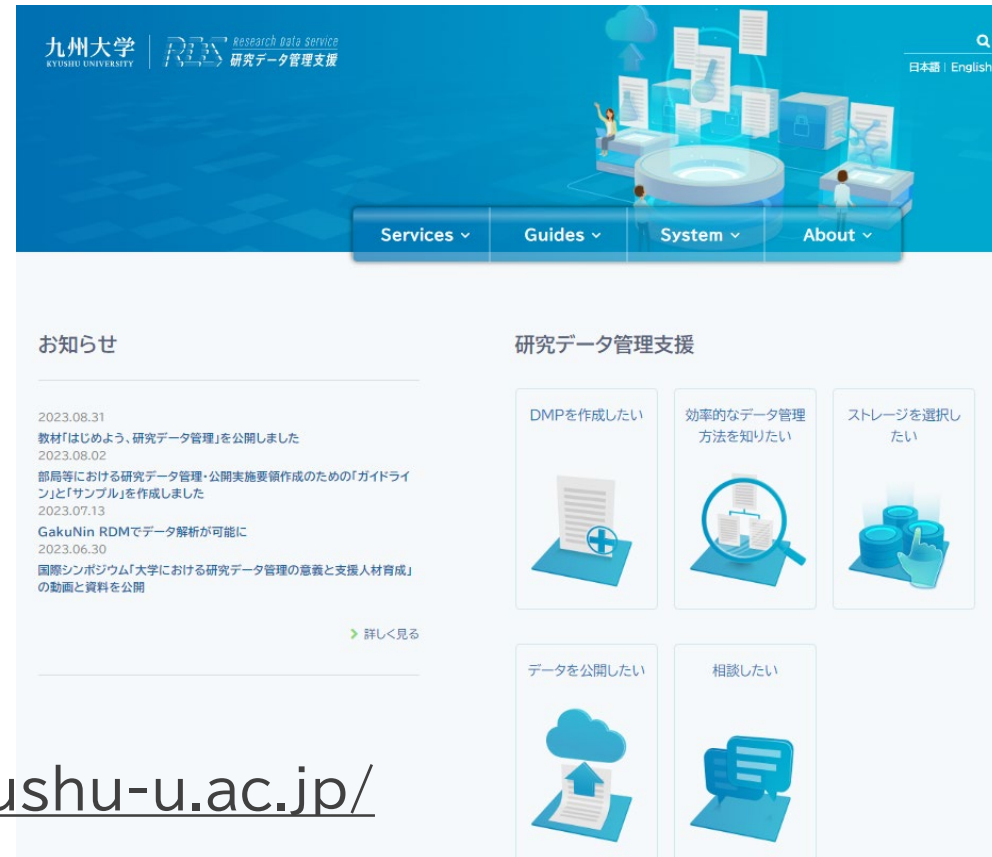 九州大学
KYUSHU UNIVERSITY
RDS
Research Data Service
研究データ管理支援
日本語 | English
Services
Guides
System
About
お知らせ
2023.08.31
教材「はじめよう、研究データ管理」を公開しました
2023.08.02
部局等における研究データ管理・公開実施要領作成のための「ガイドライ
ン」と「サンプル」を作成しました
2023.07.13
GakuNin RDMでデータ解析が可能に
2023.06.30
国際シンポジウム「大学における研究データ管理の意義と支援人材育成」
の動画と資料を公開
詳しく見る
研究データ管理支援
DMPを作成したい
効率的なデータ管理
方法を知りたい
ストレージを選択し
たい
データを公開したい
相談したい
ushu-u.ac.jp/